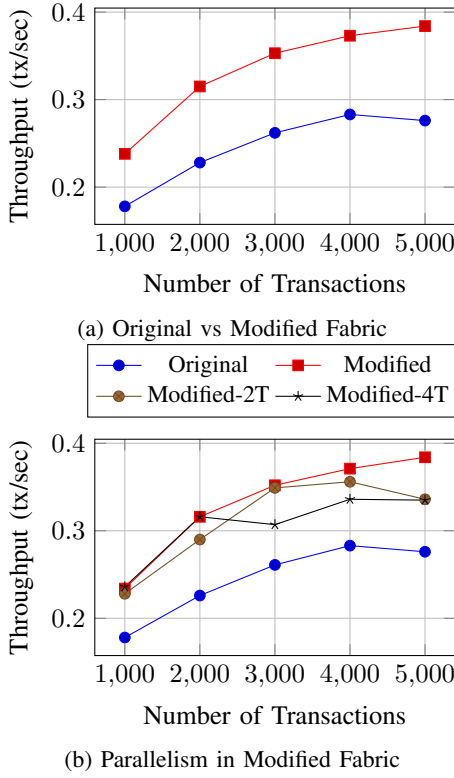 0.4
0.3
0.2
Throughput (tx/sec)
1,000 2,000 3,000 4,000 5,000
Number of Transactions
(a) Original vs Modified Fabric
Original Modified
Modified-2T Modified-4T
0.4
0.3
0.2
Throughput (tx/sec)
1,000 2,000 3,000 4,000 5,000
Number of Transactions
(b) Parallelism in Modified Fabric